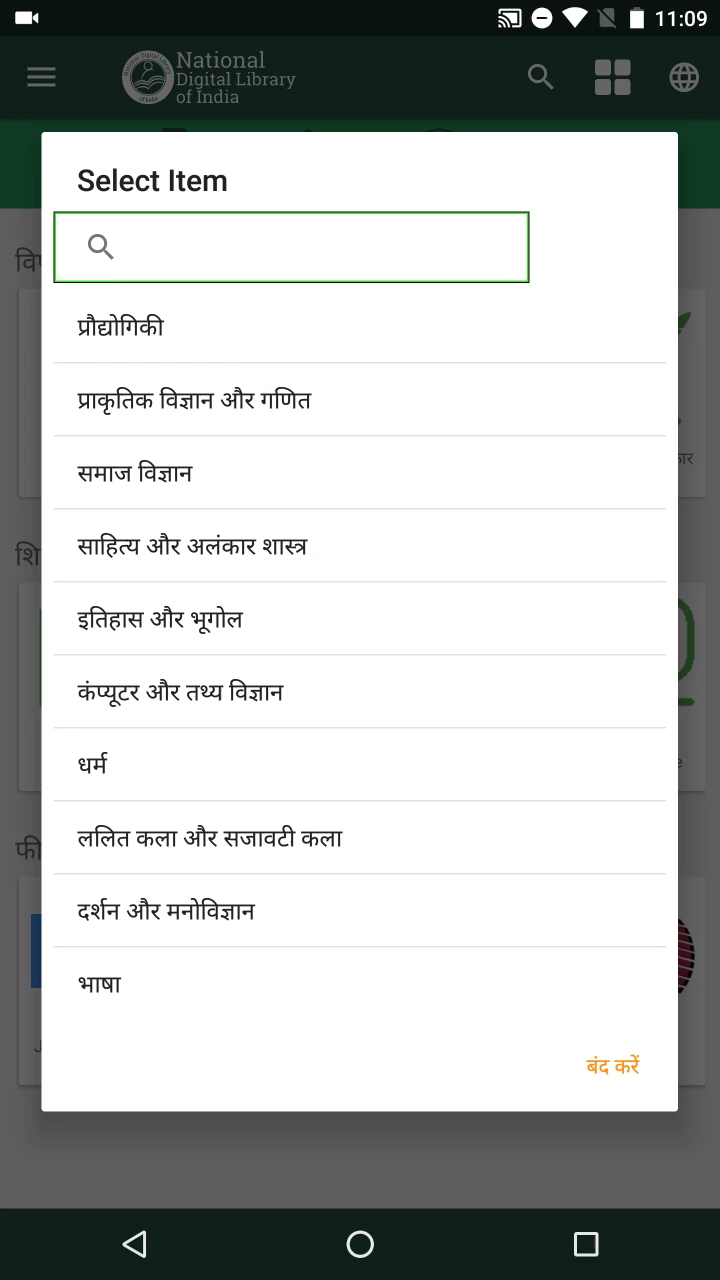 11:09
National
Digital Library
of India
Select Item
प्रौद्योगिकी
प्राकृतिक विज्ञान और गणित
समाज विज्ञान
साहित्य और अलंकार शास्त्र
इतिहास और भूगोल
कंप्यूटर और तथ्य विज्ञान
धर्म
ललित कला और सजावटी कला
दर्शन और मनोविज्ञान
भाषा
बंद करें